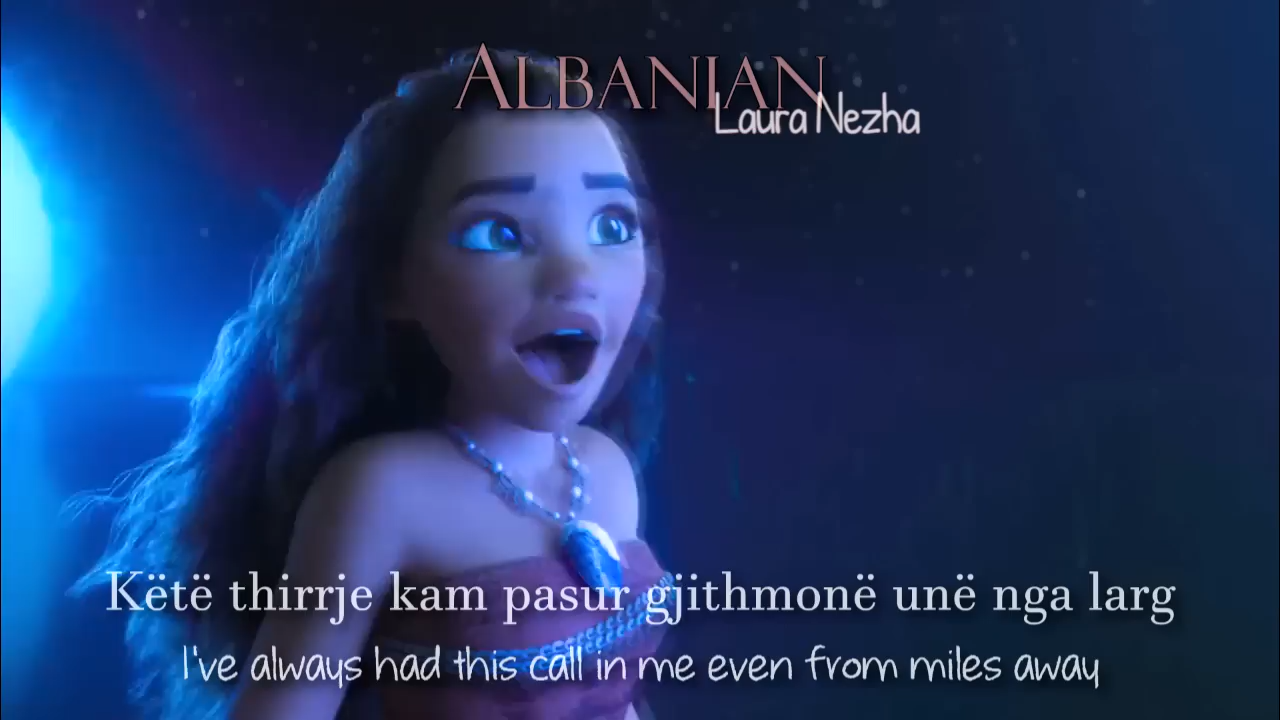 ALBANIAN
Laura Nezha
Këtë thirrje kam pasur gjithmonë unë nga larg
I've always had this call in me even from miles away